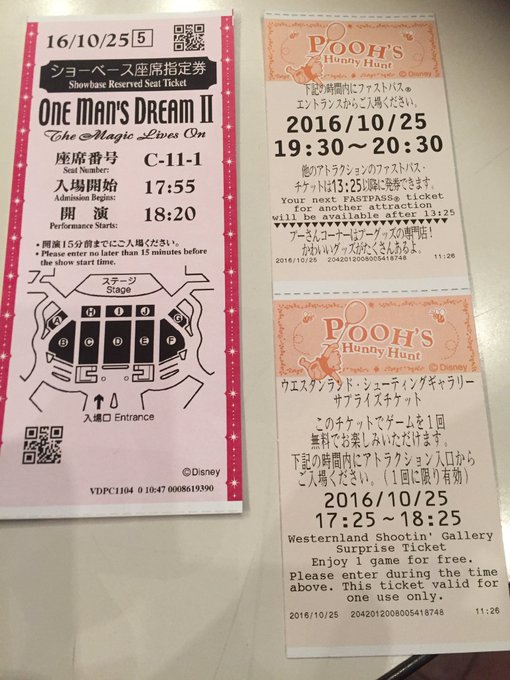 16/10/25 5
ショーベース座席指定券
Showbase Reserved Seat Ticket
ONE MAN'S DREAM II
The Magic Lives On
座席番号 C-11-1
Seat Number:
入場開始 17:55
Admission Begins:
開演 18:20
Performance Starts:
・開演15分前までにご入場ください。
・Please enter no later than 15 minutes before
the show start time.
ステージ
Stage
H I J
A G
B C D E F
入場口 Entrance
©Disney
VDPC1104 0 10:47 0008619390
POOH'S
Hunny Hunt
©Disney
下記の時間内にファストパス®
エントランスからご入場ください。
2016/10/25
19:30~20:30
他のアトラクションのファストパス・
チケットは13:25以降に発券できます。
Your next FASTPASS® ticket
for another attraction
will be available after 13:25
プーさんコーナーはプーグッズの専門店!
かわいいグッズがたくさんあるよ。
2016/10/25 2042012008005418748 11:26
POOH'S
Hunny Hunt
©Disney
ウエスタンランド・シューティングギャラリー
サプライズチケット
このチケットでゲームを1回
無料でお楽しみいただけます。
下記の時間内にアトラクション入口から
ご入場ください。(1回に限り有効)
2016/10/25
17:25~18:25
Westernland Shootin' Gallery
Surprise Ticket
Enjoy 1 game for free.
Please enter during the time
above. This ticket valid for
one use only.
2016/10/25 2042012008005418748 11:26